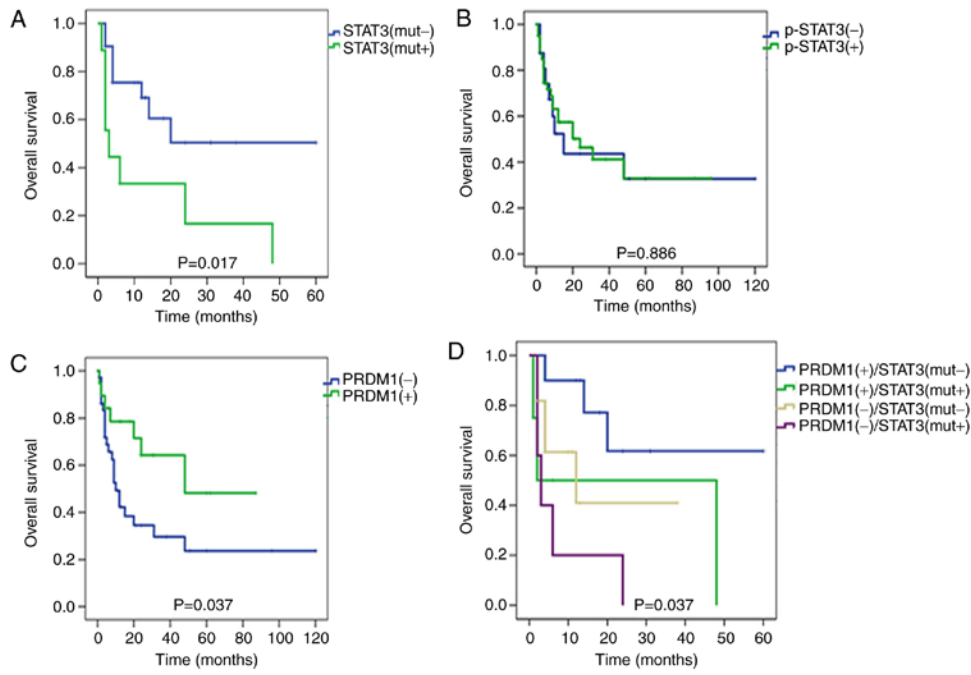 A
STAT3(mut−)
STAT3(mut+)
Overall survival
1.0
0.8
0.6
0.4
0.2
0.0
P=0.017
0 10 20 30 40 50 60
Time (months)
B
p-STAT3(−)
p-STAT3(+)
Overall survival
1.0
0.8
0.6
0.4
0.2
0.0
P=0.886
0 20 40 60 80 100 120
Time (months)
C
PRDM1(−)
PRDM1(+)
Overall survival
1.0
0.8
0.6
0.4
0.2
0.0
P=0.037
0 20 40 60 80 100 120
Time (months)
D
PRDM1(+)/STAT3(mut−)
PRDM1(+)/STAT3(mut+)
PRDM1(−)/STAT3(mut−)
PRDM1(−)/STAT3(mut+)
Overall survival
1.0
0.8
0.6
0.4
0.2
0.0
P=0.037
0 10 20 30 40 50 60
Time (months)